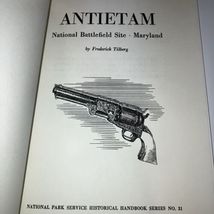 ANTIETAM
National Battlefield Site · Maryland
by Frederick Tilberg
NATIONAL PARK SERVICE HISTORICAL HANDBOOK SERIES NO. 31